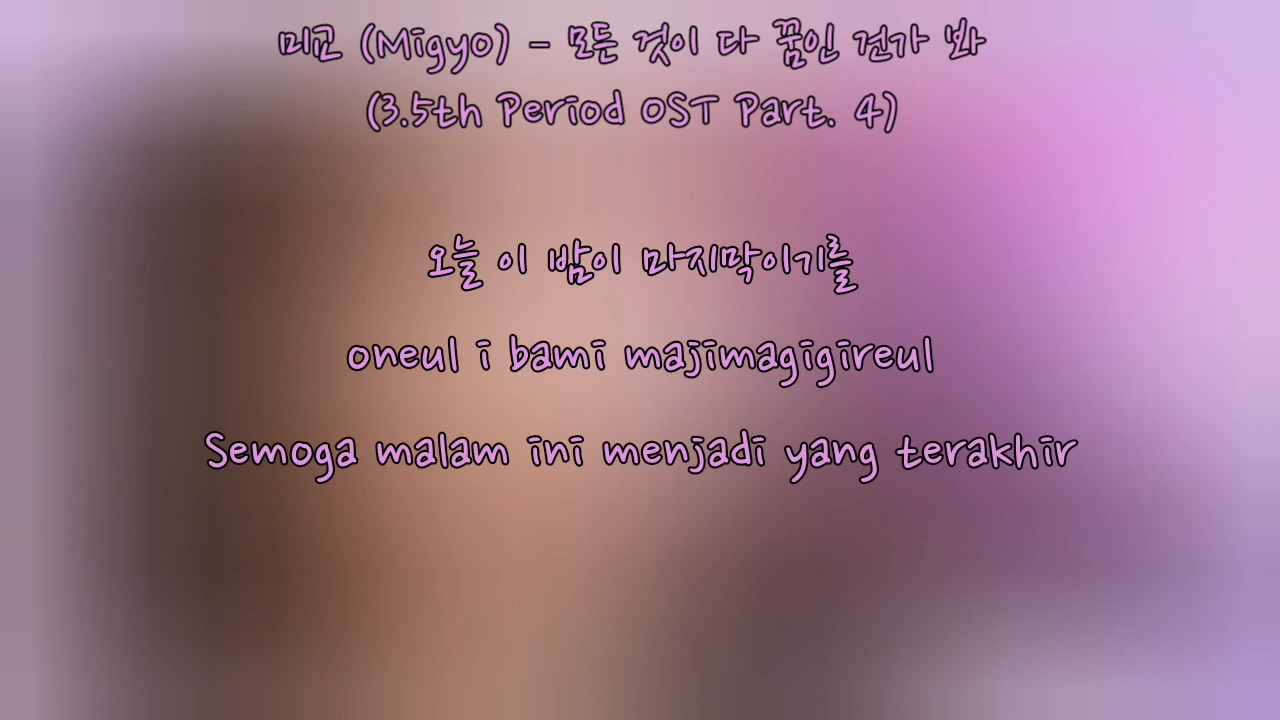 미교 (Migyo) - 모든 것이 다 꿈인 건가 봐
(3.5th Period OST Part. 4)
오늘 이 밤이 마지막이기를
oneul i bami majimagigireul
Semoga malam ini menjadi yang terakhir